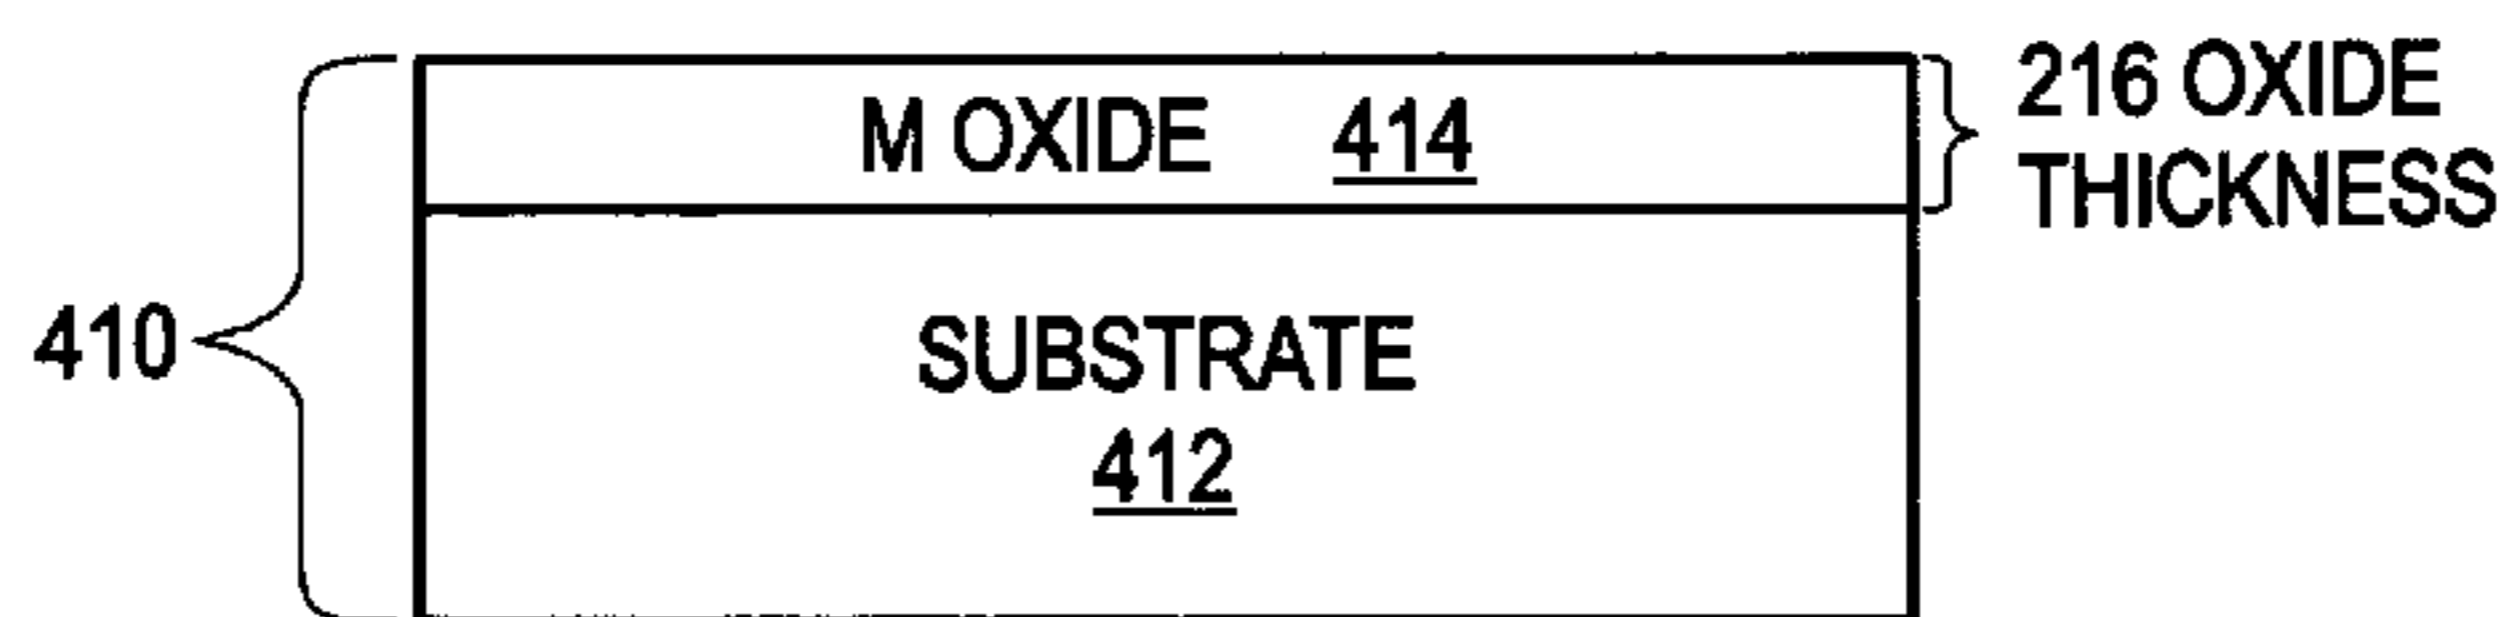 M OXIDE 414
216 OXIDE
THICKNESS
410
SUBSTRATE
412